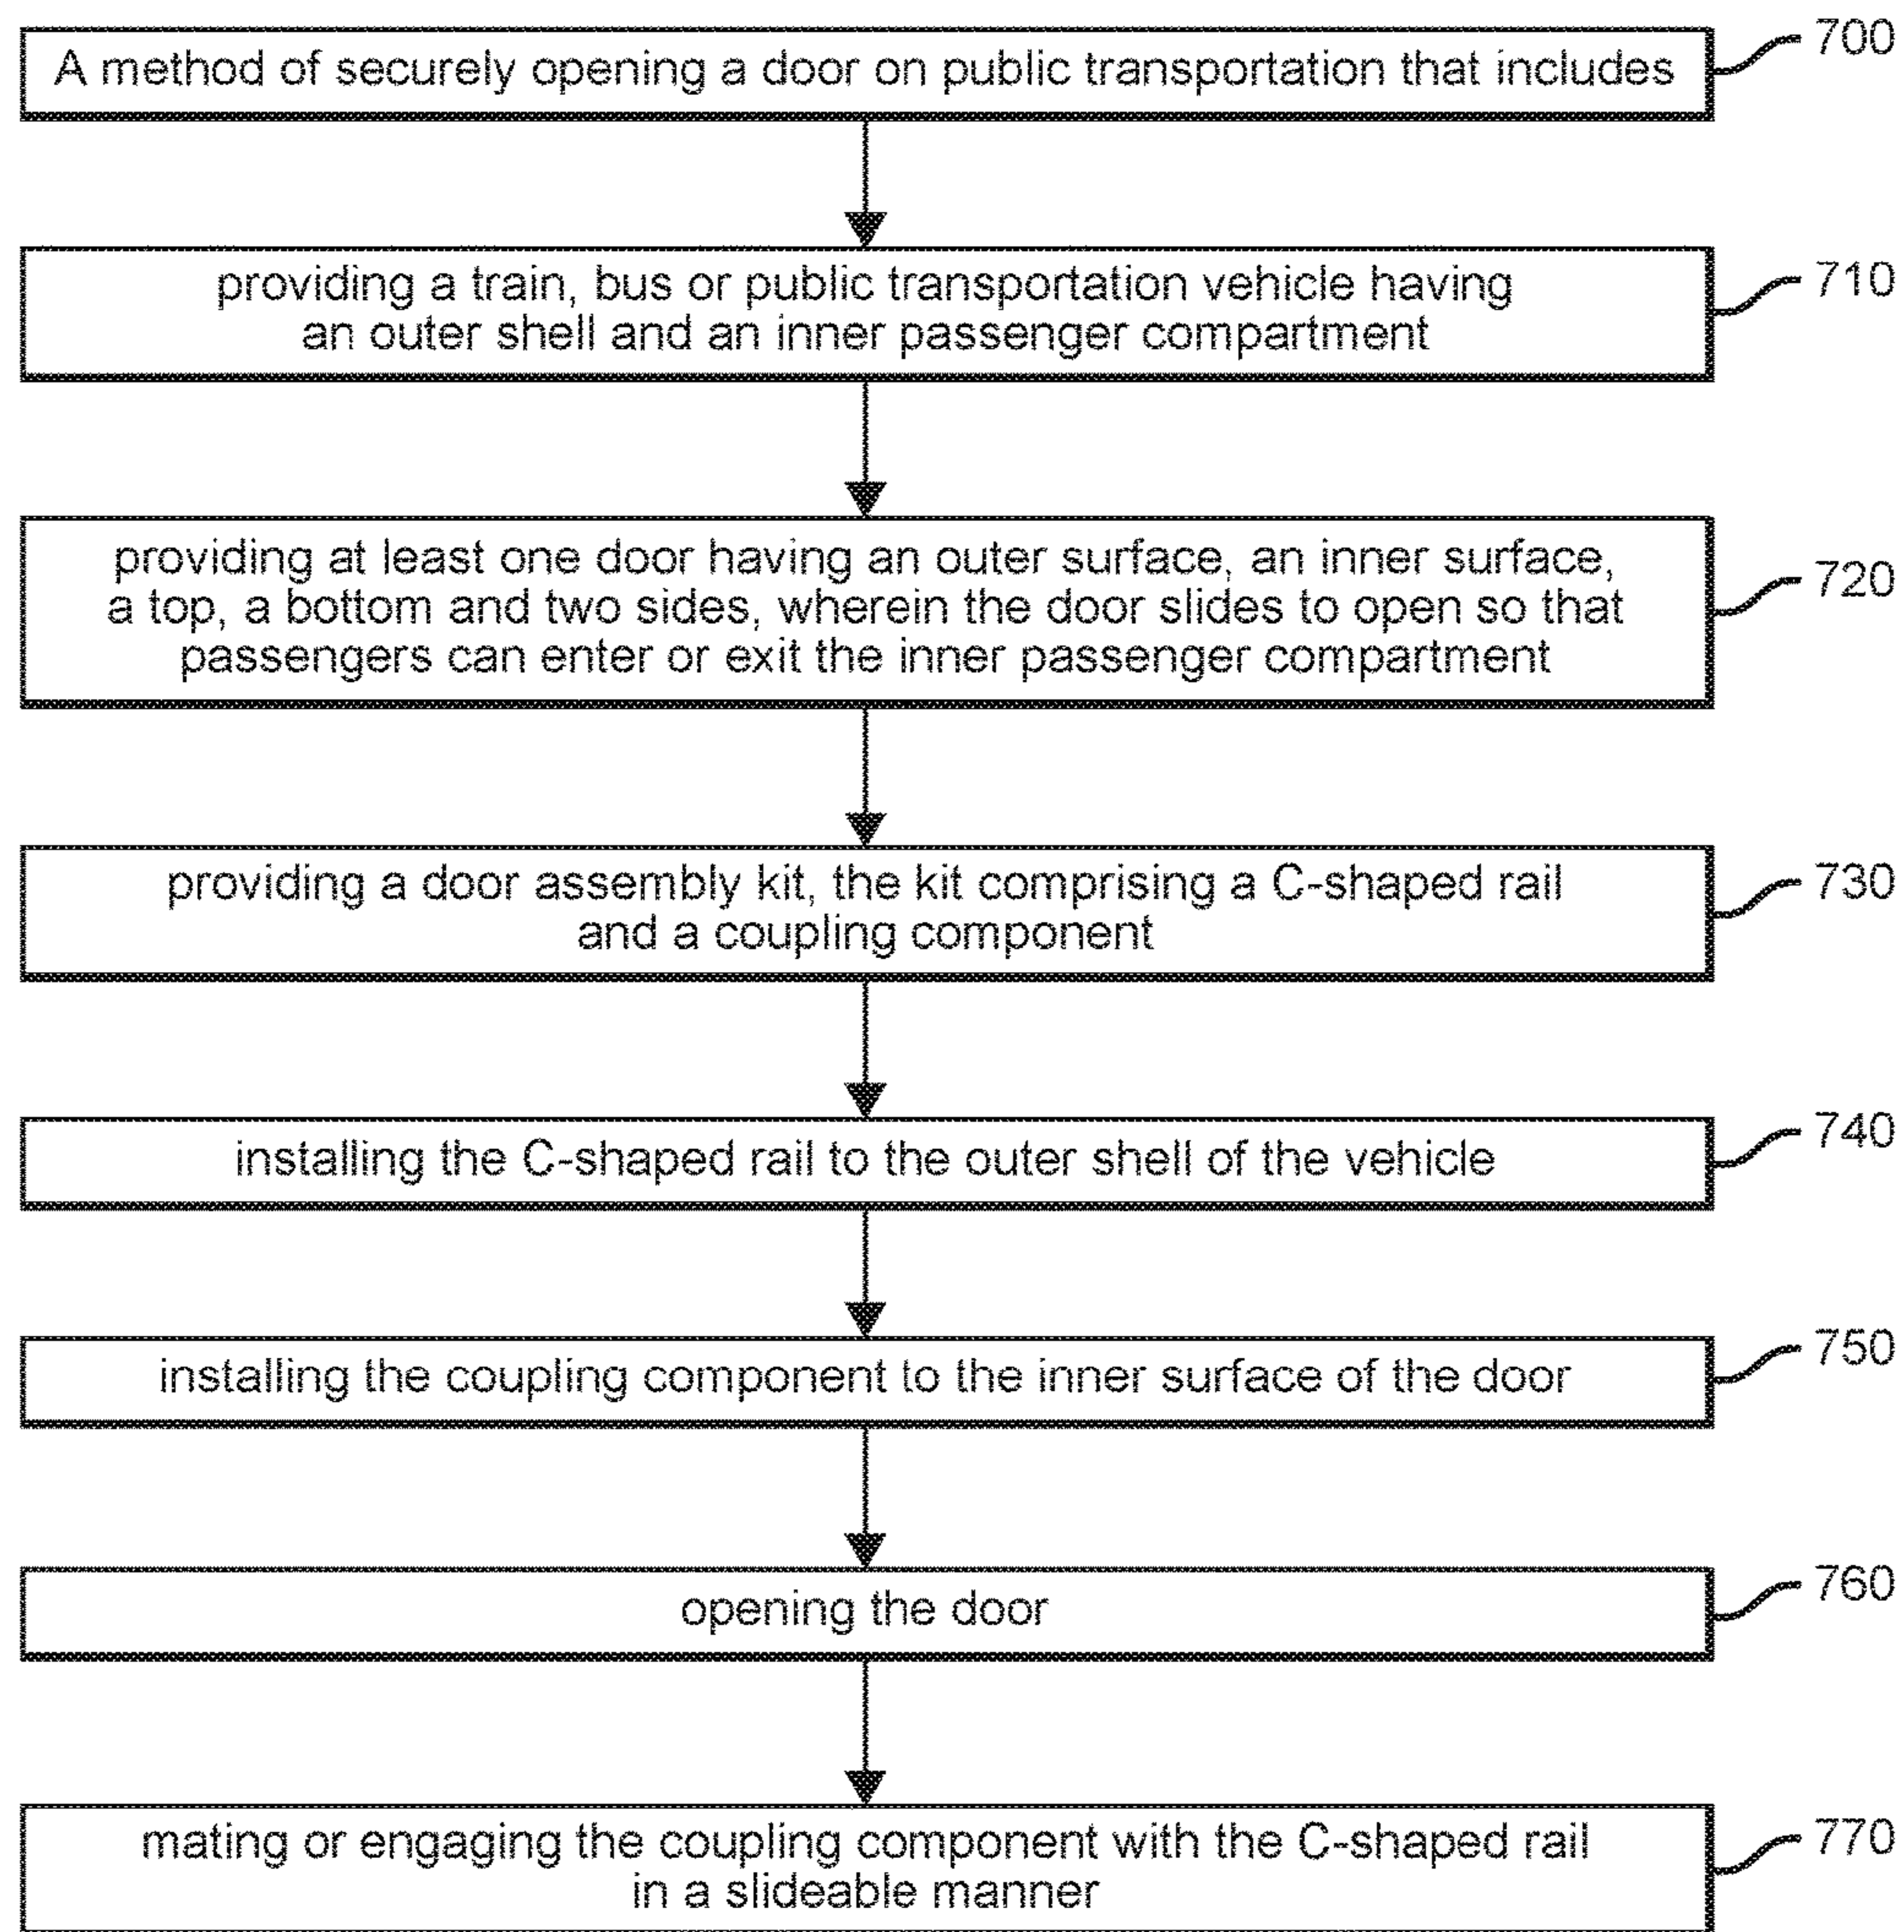 A method of securely opening a door on public transportation that includes
700
providing a train, bus or public transportation vehicle having
an outer shell and an inner passenger compartment
710
providing at least one door having an outer surface, an inner surface,
a top, a bottom and two sides, wherein the door slides to open so that
passengers can enter or exit the inner passenger compartment
720
providing a door assembly kit, the kit comprising a C-shaped rail
and a coupling component
730
installing the C-shaped rail to the outer shell of the vehicle
740
installing the coupling component to the inner surface of the door
750
opening the door
760
mating or engaging the coupling component with the C-shaped rail
in a slideable manner
770